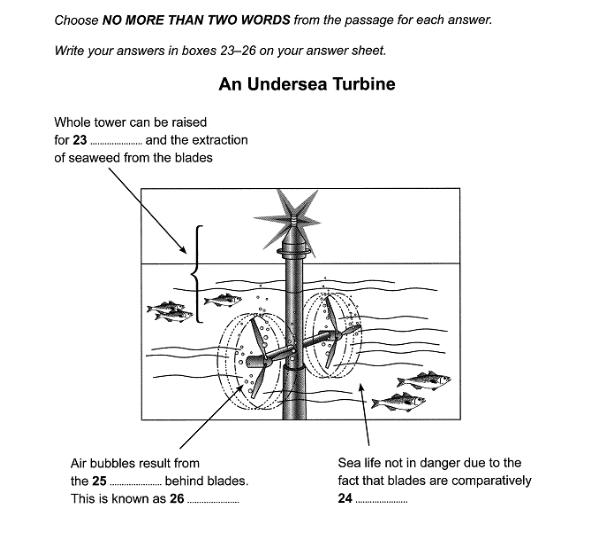 Choose NO MORE THAN TWO WORDS from the passage for each answer.
Write your answers in boxes 23–26 on your answer sheet.
An Undersea Turbine
Whole tower can be raised
for 23 .................... and the extraction
of seaweed from the blades
Air bubbles result from
the 25 .................... behind blades.
This is known as 26 ....................
Sea life not in danger due to the
fact that blades are comparatively
24 ....................